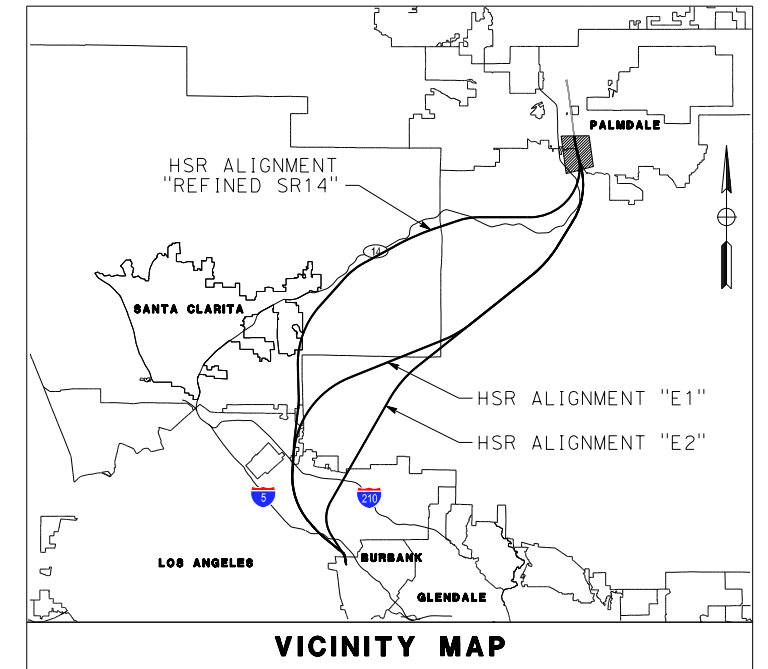 PALMDALE
HSR ALIGNMENT
"REFINED SR14"
14
SANTA CLARITA
HSR ALIGNMENT "E1"
HSR ALIGNMENT "E2"
5
210
LOS ANGELES
BURBANK
GLENDALE
VICINITY MAP